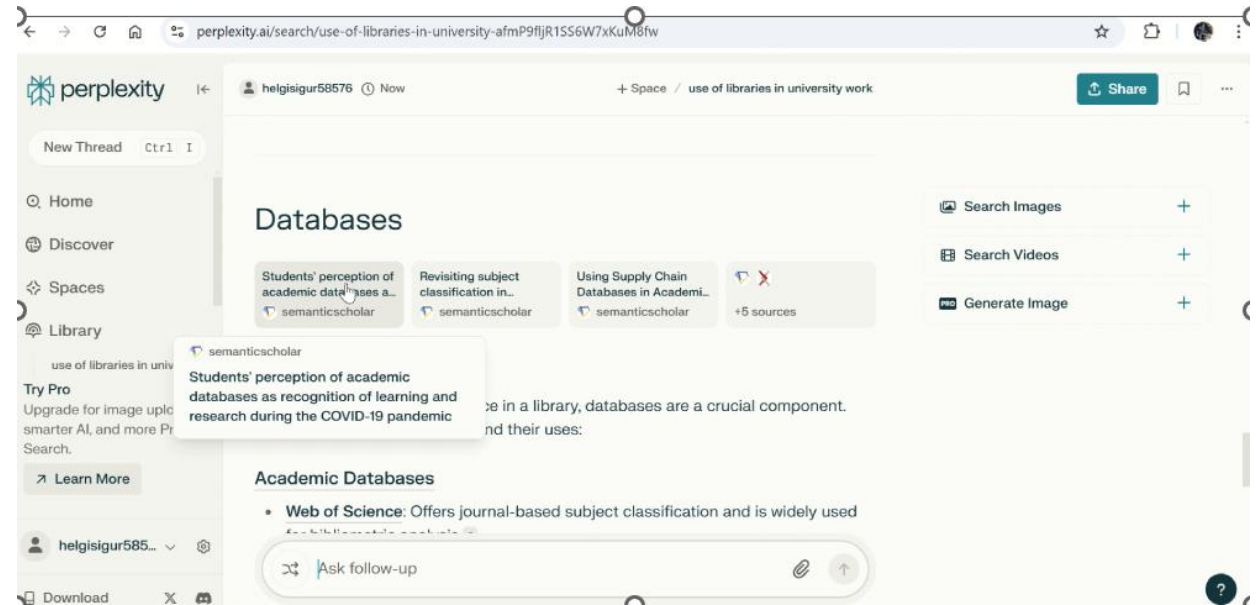 perplexity.ai/search/use-of-libraries-in-university-afmP9fljR1SS6W7xKuM8fw
perplexity
helgisigur58576 Now
+ Space / use of libraries in university work
Share
New Thread Ctrl I
Home
Discover
Spaces
Library
use of libraries in univ
Try Pro
Upgrade for image uplo
smarter AI, and more Pr
Search.
Learn More
helgisigur585...
Download
Databases
Students' perception of
academic databases a...
semanticscholar
Revisiting subject
classification in...
semanticscholar
Using Supply Chain
Databases in Academi...
semanticscholar
+5 sources
semanticscholar
Students' perception of academic
databases as recognition of learning and
research during the COVID-19 pandemic
ce in a library, databases are a crucial component.
nd their uses:
Academic Databases
• Web of Science: Offers journal-based subject classification and is widely used
Ask follow-up
Search Images
Search Videos
PRO Generate Image
?